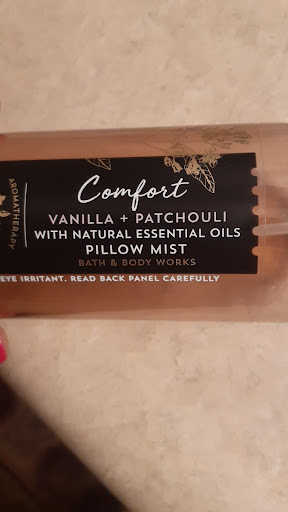 AROMATHERAPY
Comfort
VANILLA + PATCHOULI
WITH NATURAL ESSENTIAL OILS
PILLOW MIST
BATH & BODY WORKS
EYE IRRITANT. READ BACK PANEL CAREFULLY